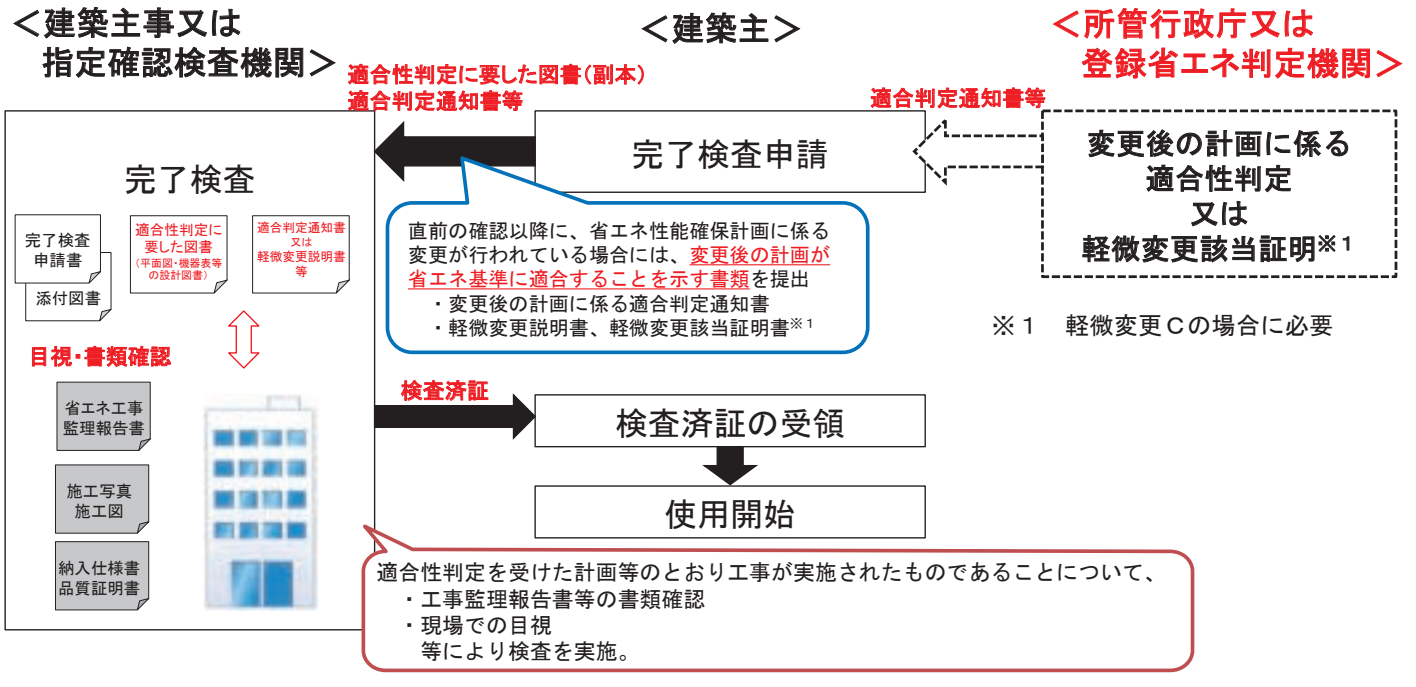 ＜建築主事又は
指定確認検査機関＞
＜建築主＞
＜所管行政庁又は
登録省エネ判定機関＞
適合性判定に要した図書（副本）
適合判定通知書等
適合判定通知書等
完了検査
完了検査申請
変更後の計画に係る
適合性判定
又は
軽微変更該当証明※1
完了検査
申請書
添付図書
適合性判定に
要した図書
（平面図・機器表等
の設計図書）
適合判定通知書
又は
軽微変更説明書
等
直前の確認以降に、省エネ性能確保計画に係る
変更が行われている場合には、変更後の計画が
省エネ基準に適合することを示す書類を提出
・変更後の計画に係る適合判定通知書
・軽微変更説明書、軽微変更該当証明書※1
※１　軽微変更Ｃの場合に必要
目視・書類確認
省エネ工事
監理報告書
施工写真
施工図
納入仕様書
品質証明書
検査済証
検査済証の受領
使用開始
適合性判定を受けた計画等のとおり工事が実施されたものであることについて、
・工事監理報告書等の書類確認
・現場での目視
等により検査を実施。